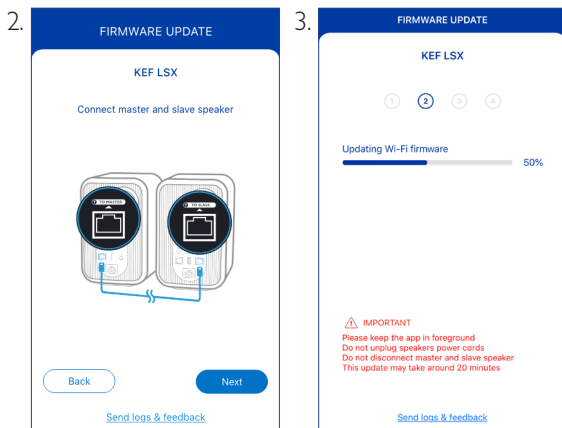 2.
FIRMWARE UPDATE
KEF LSX
Connect master and slave speaker
TO MASTER
TO SLAVE
Back
Next
Send logs & feedback
3.
FIRMWARE UPDATE
KEF LSX
1 2 3 4
Updating Wi-Fi firmware
50%
IMPORTANT
Please keep the app in foreground
Do not unplug speakers power cords
Do not disconnect master and slave speaker
This update may take around 20 minutes
Send logs & feedback